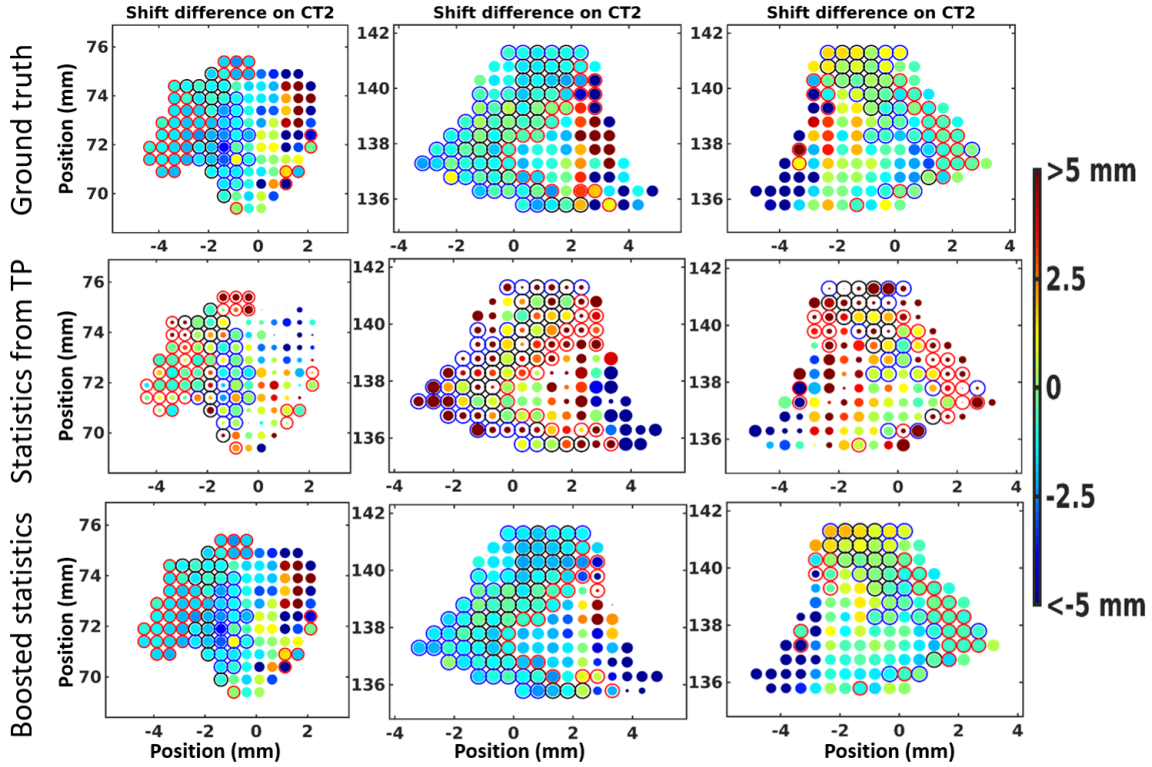 Shift difference on CT2 Shift difference on CT2 Shift difference on CT2
Ground truth
Position (mm)
76
74
72
70
-4 -2 0 2
142
140
138
136
-4 -2 0 2 4
142
140
138
136
-4 -2 0 2 4
Statistics from TP
Position (mm)
76
74
72
70
-4 -2 0 2
142
140
138
136
-4 -2 0 2 4
142
140
138
136
-4 -2 0 2 4
Boosted statistics
Position (mm)
76
74
72
70
-4 -2 0 2
Position (mm)
142
140
138
136
-4 -2 0 2 4
Position (mm)
142
140
138
136
-4 -2 0 2 4
Position (mm)
>5 mm
2.5
0
-2.5
<-5 mm